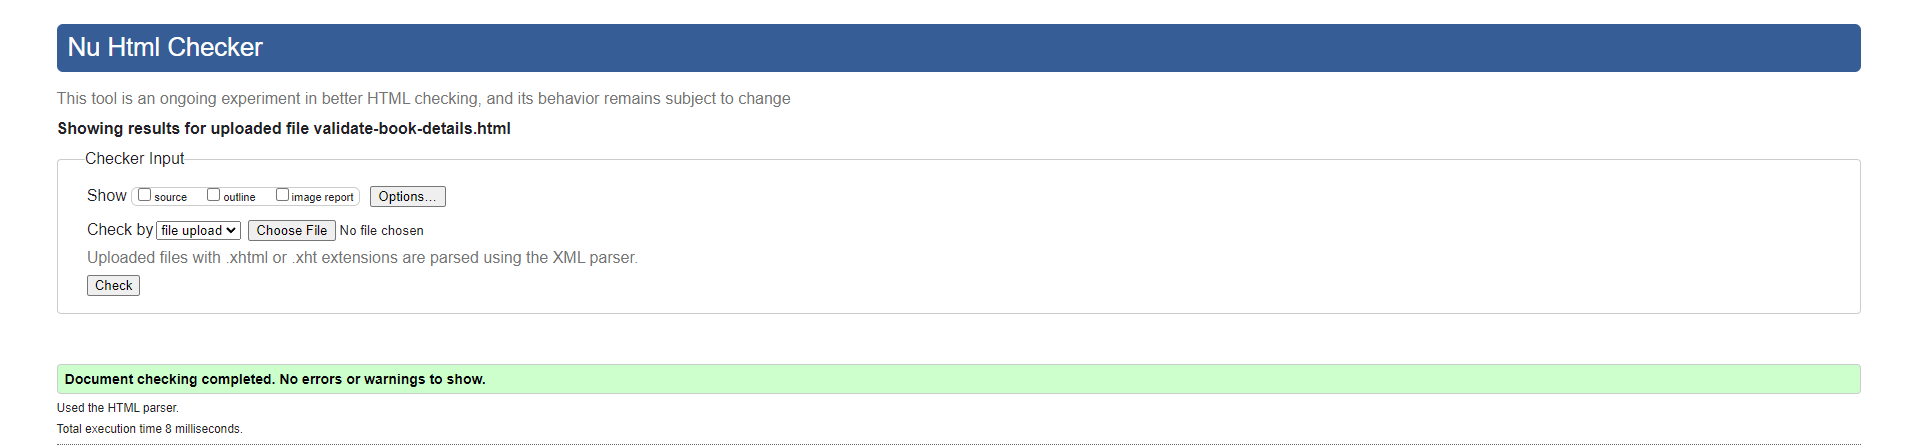 Nu Html Checker
This tool is an ongoing experiment in better HTML checking, and its behavior remains subject to change
Showing results for uploaded file validate-book-details.html
Checker Input
Show source outline image report Options...
Check by file upload Choose File No file chosen
Uploaded files with .xhtml or .xht extensions are parsed using the XML parser.
Check
Document checking completed. No errors or warnings to show.
Used the HTML parser.
Total execution time 8 milliseconds.